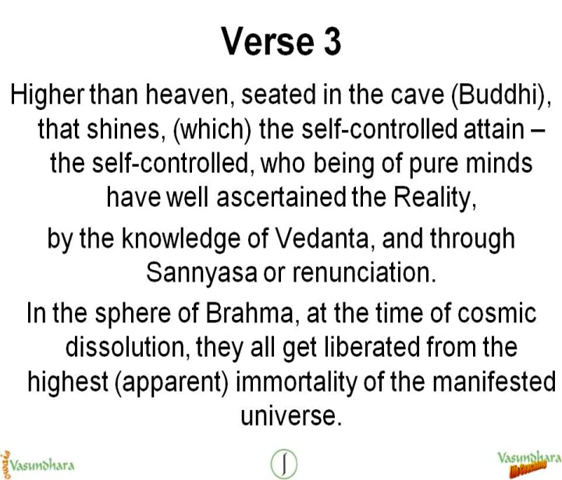 Verse 3
Higher than heaven, seated in the cave (Buddhi),
that shines, (which) the self-controlled attain –
the self-controlled, who being of pure minds
have well ascertained the Reality,
by the knowledge of Vedanta, and through
Sannyasa or renunciation.
In the sphere of Brahma, at the time of cosmic
dissolution, they all get liberated from the
highest (apparent) immortality of the manifested
universe.
Vasundhara
Vasundhara